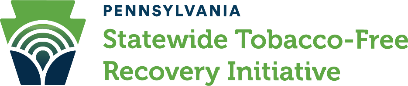 PENNSYLVANIA
Statewide Tobacco-Free
Recovery Initiative